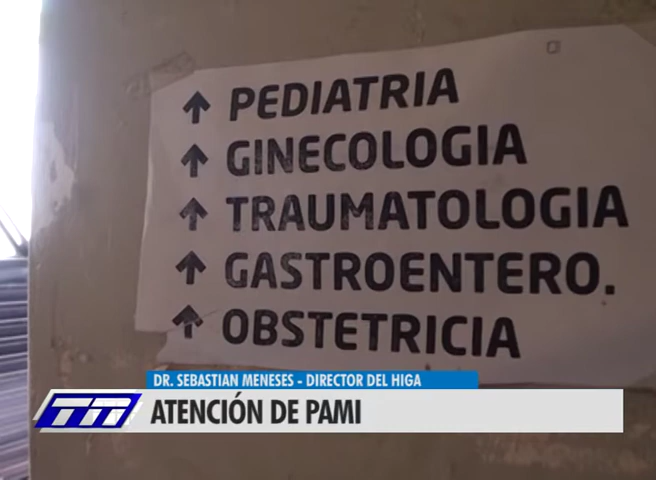 ↑ PEDIATRIA
↑ GINECOLOGIA
↑ TRAUMATOLOGIA
↑ GASTROENTERO.
↑ OBSTETRICIA
DR. SEBASTIAN MENESES - DIRECTOR DEL HIGA
ATENCIÓN DE PAMI